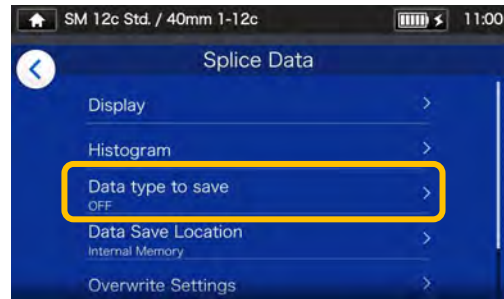 SM 12c Std. / 40mm 1-12c 11:00
Splice Data
Display
Histogram
Data type to save
OFF
Data Save Location
Internal Memory
Overwrite Settings